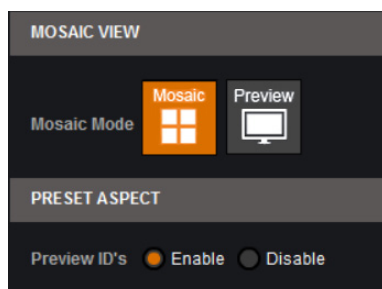 MOSAIC VIEW
Mosaic Mode Mosaic Preview
PRESET ASPECT
Preview ID's Enable Disable